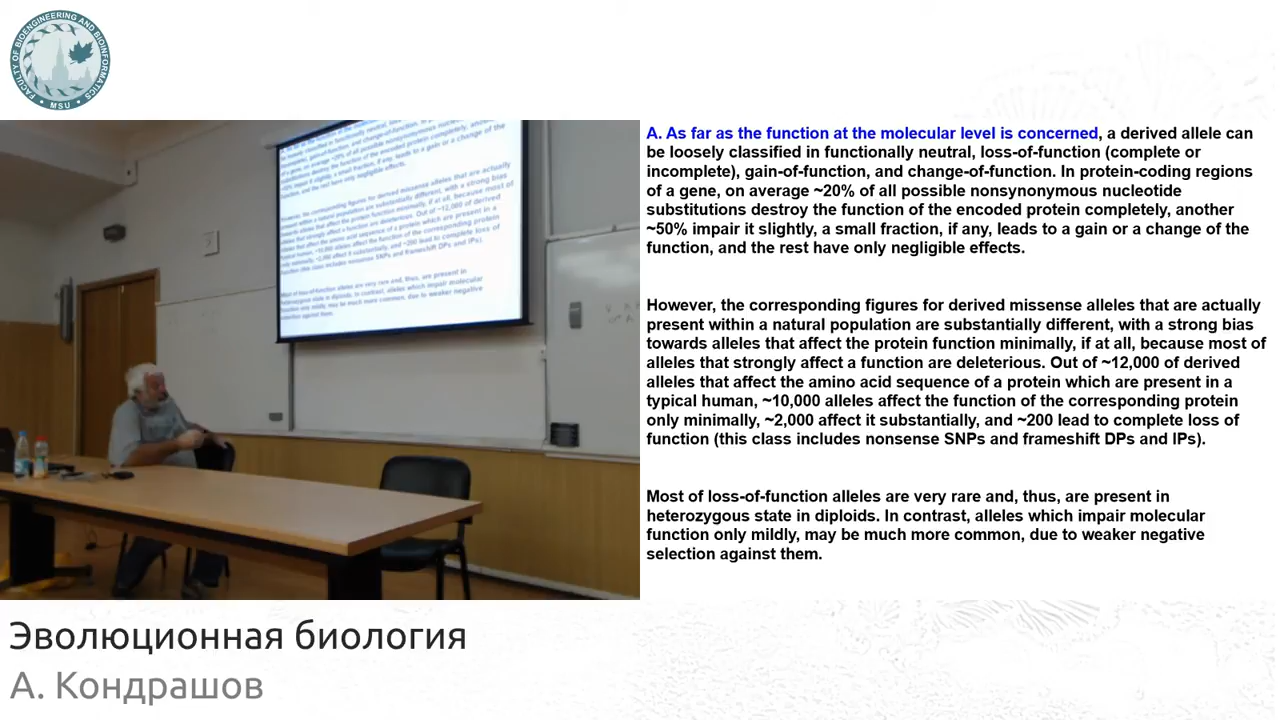 FACULTY OF BIOENGINEERING AND BIOINFORMATICS
• MSU •
A. As far as the function at the molecular level is concerned, a derived allele can
be loosely classified in functionally neutral, loss-of-function (complete or
incomplete), gain-of-function, and change-of-function. In protein-coding regions
of a gene, on average ~20% of all possible nonsynonymous nucleotide
substitutions destroy the function of the encoded protein completely, another
~50% impair it slightly, a small fraction, if any, leads to a gain or a change of the
function, and the rest have only negligible effects.
However, the corresponding figures for derived missense alleles that are actually
present within a natural population are substantially different, with a strong bias
towards alleles that affect the protein function minimally, if at all, because most of
alleles that strongly affect a function are deleterious. Out of ~12,000 of derived
alleles that affect the amino acid sequence of a protein which are present in a
typical human, ~10,000 alleles affect the function of the corresponding protein
only minimally, ~2,000 affect it substantially, and ~200 lead to complete loss of
function (this class includes nonsense SNPs and frameshift DPs and IPs).
Most of loss-of-function alleles are very rare and, thus, are present in
heterozygous state in diploids. In contrast, alleles which impair molecular
function only mildly, may be much more common, due to weaker negative
selection against them.
Эволюционная биология
А. Кондрашов